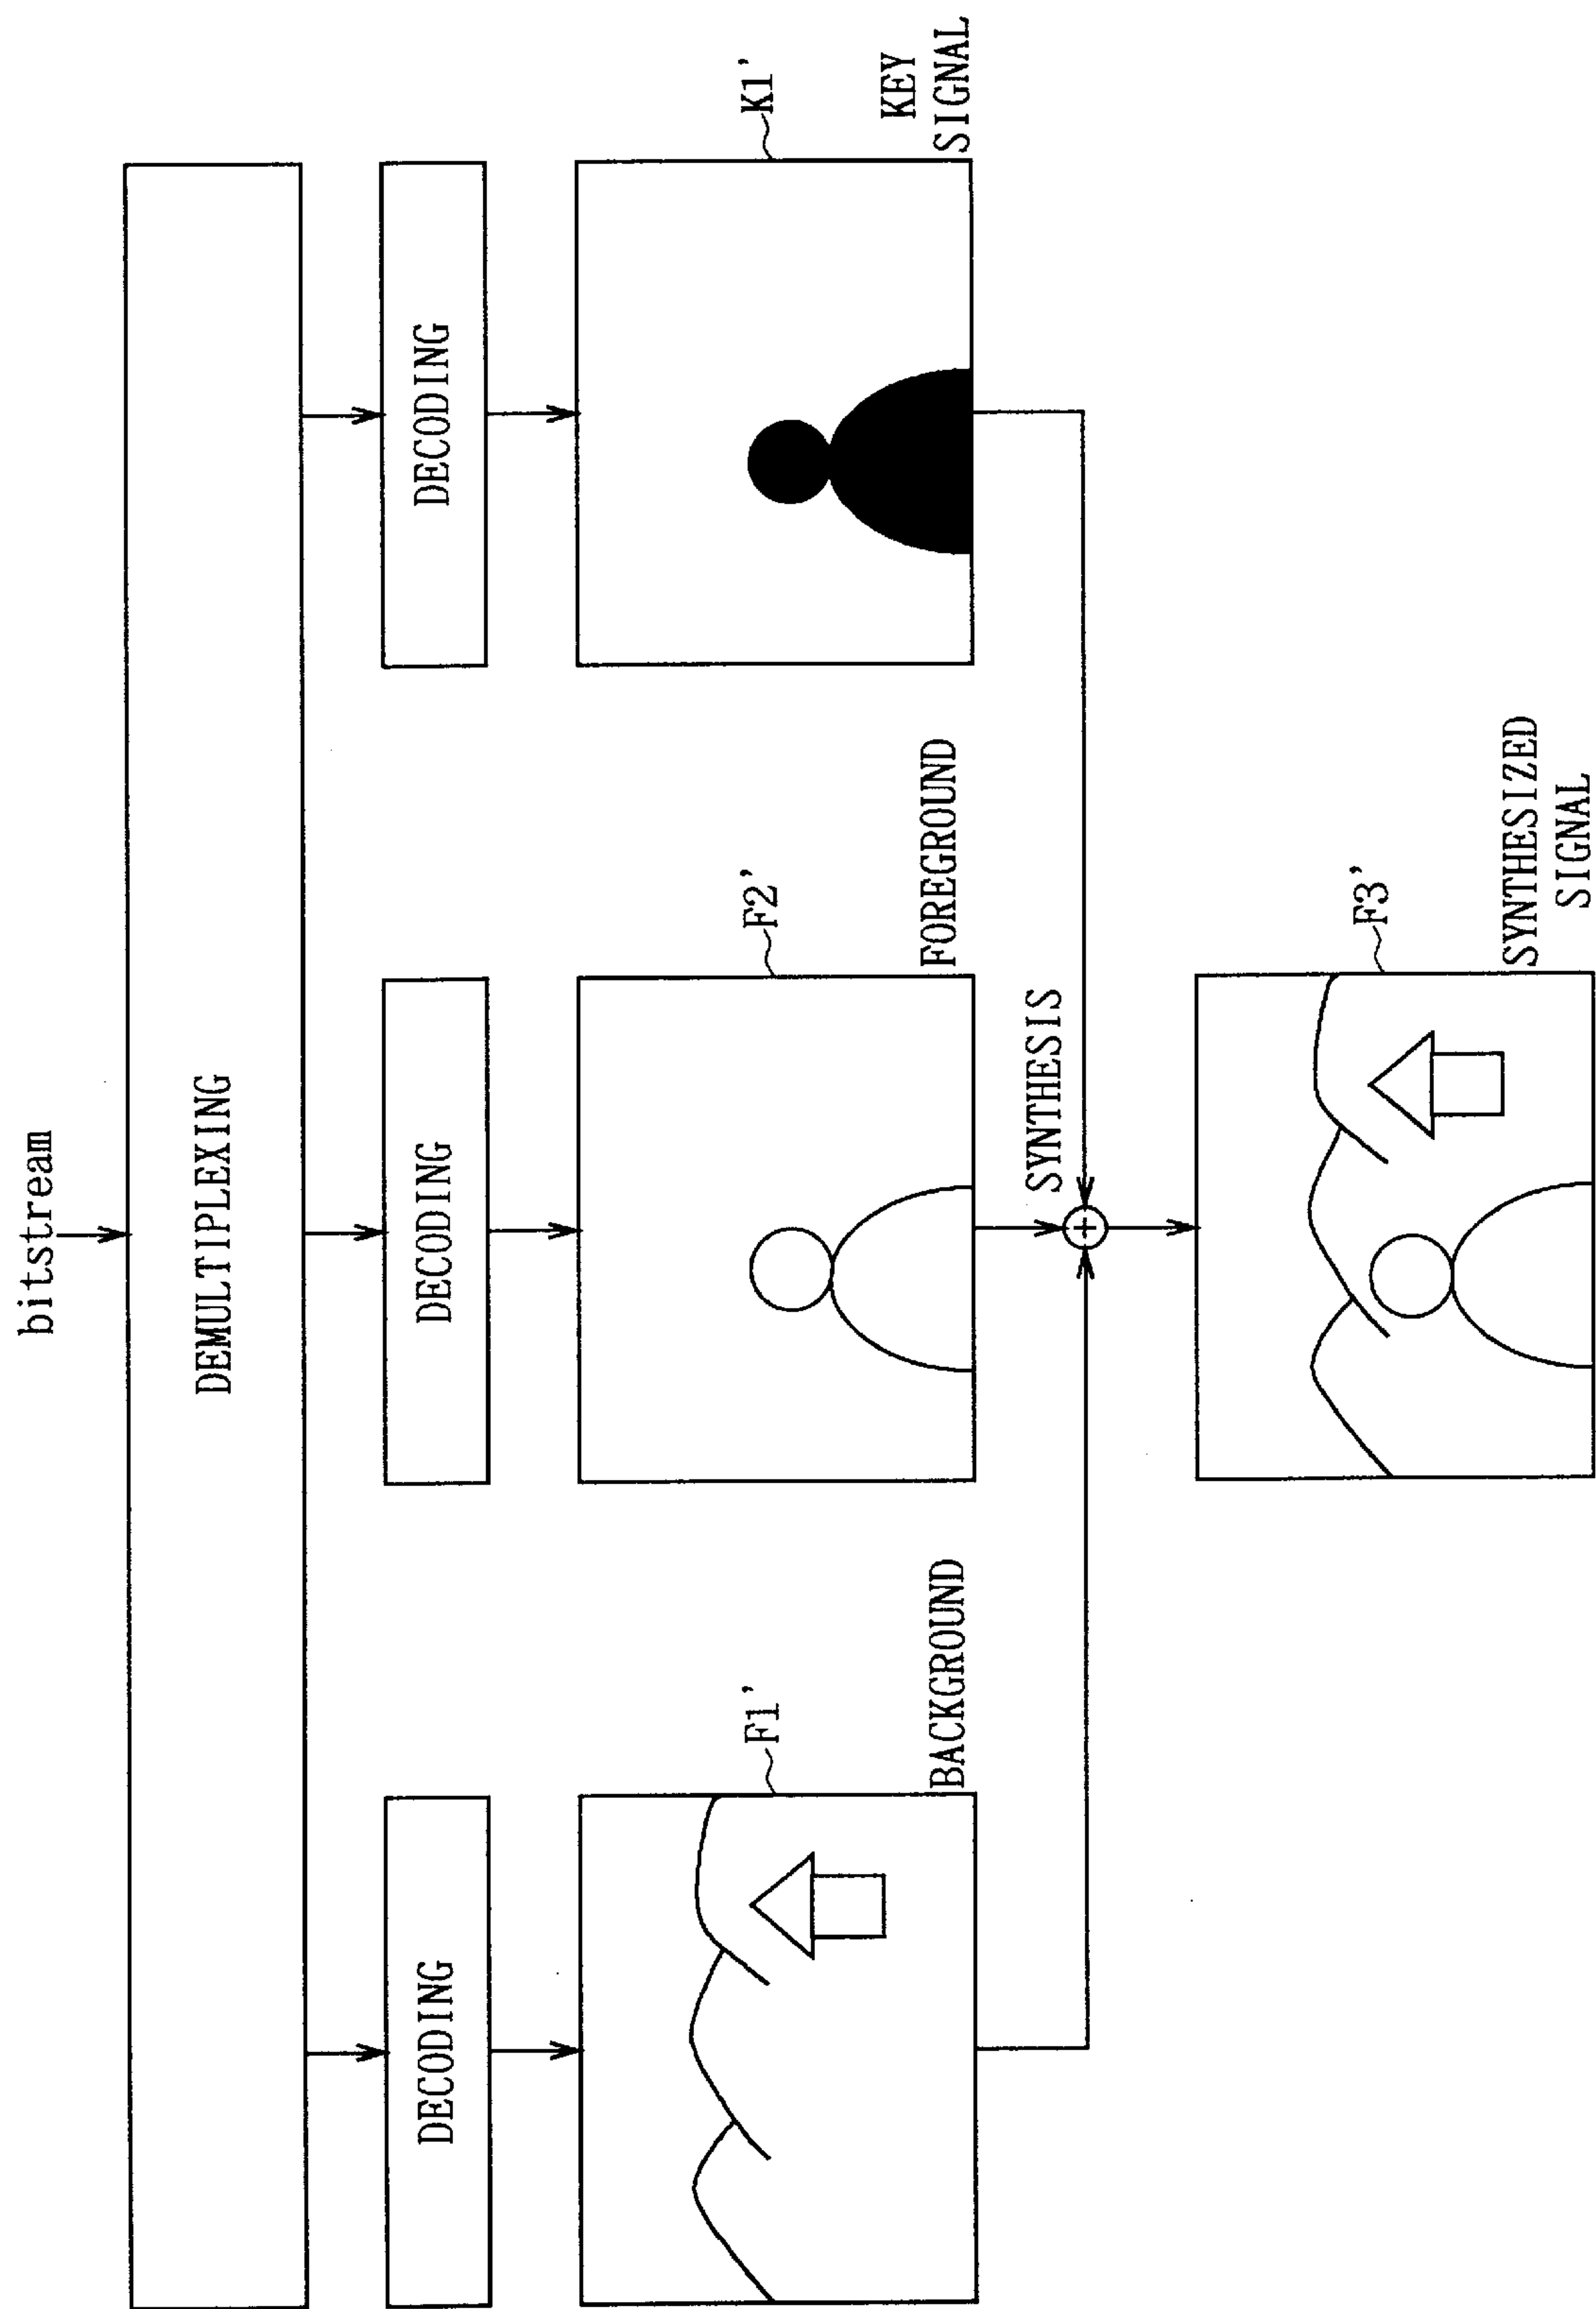 bitstream
DEMULTIPLEXING
DECODING
DECODING
DECODING
F1'
F2'
K1'
BACKGROUND
FOREGROUND
KEY
SIGNAL
SYNTHESIS
F3'
SYNTHESIZED
SIGNAL